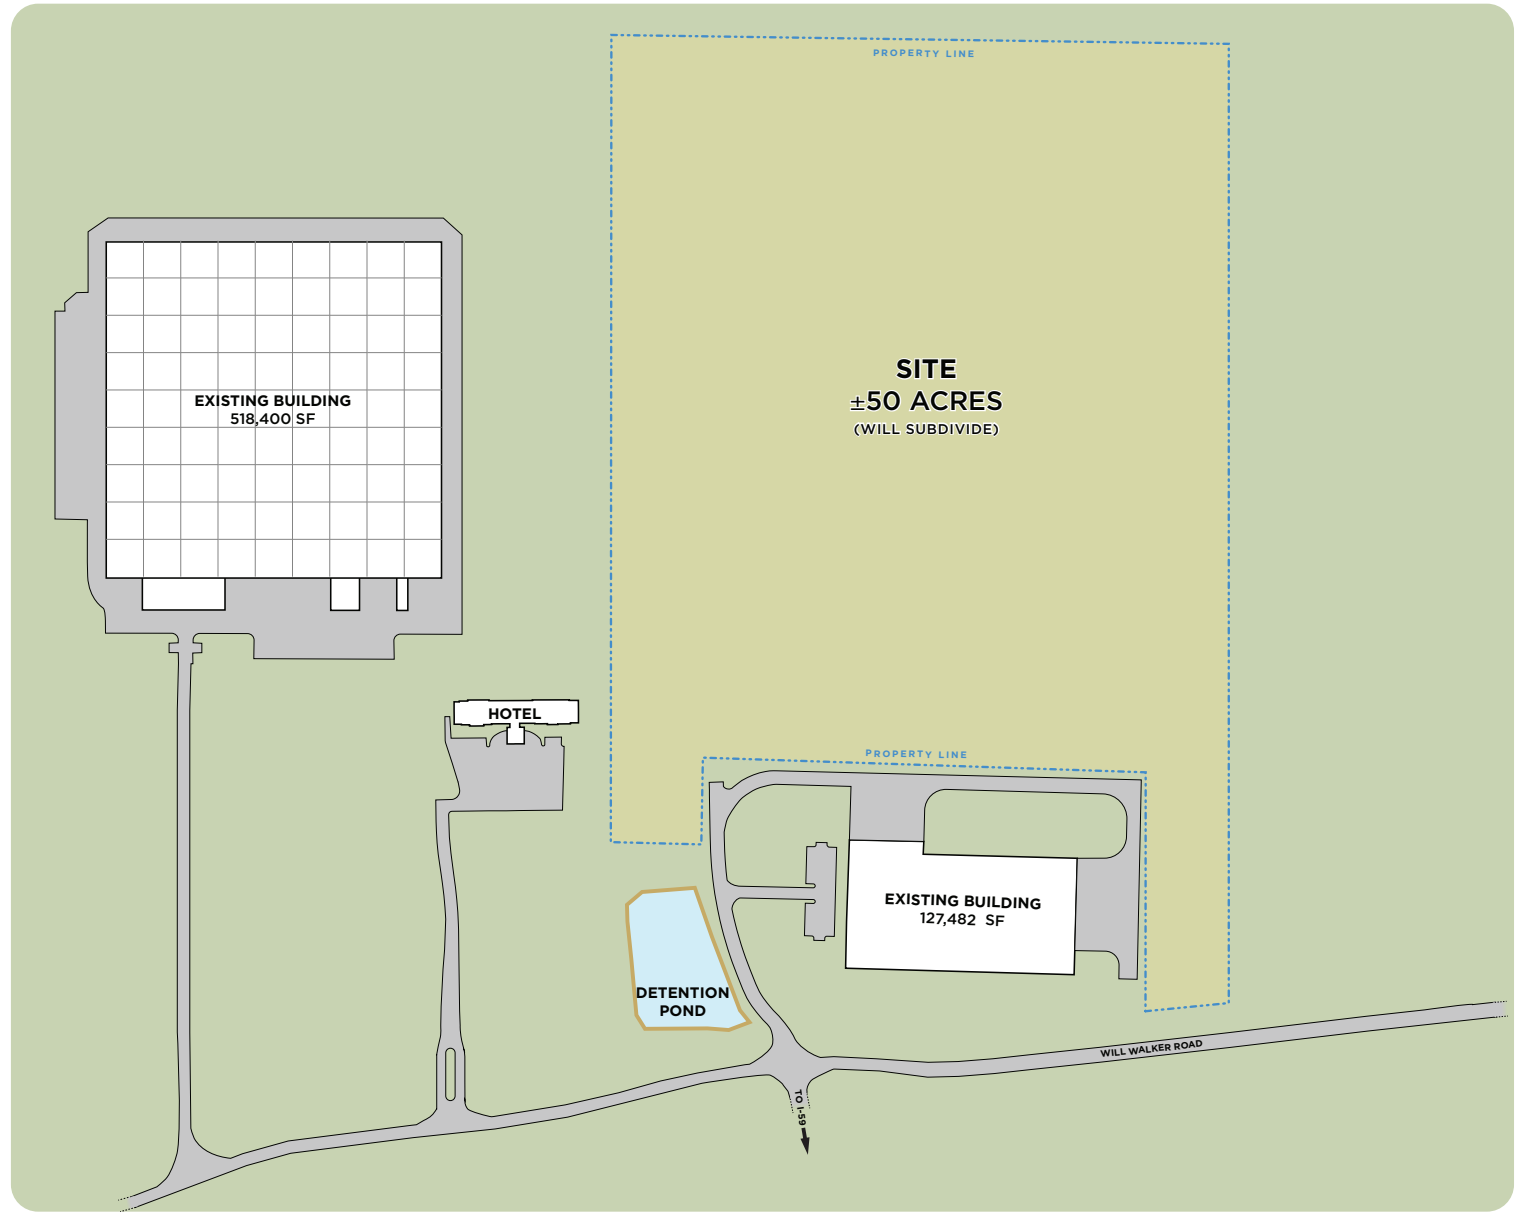 PROPERTY LINE
SITE
±50 ACRES
(WILL SUBDIVIDE)
EXISTING BUILDING
518,400 SF
HOTEL
PROPERTY LINE
EXISTING BUILDING
127,482 SF
DETENTION
POND
WILL WALKER ROAD
TO I-59